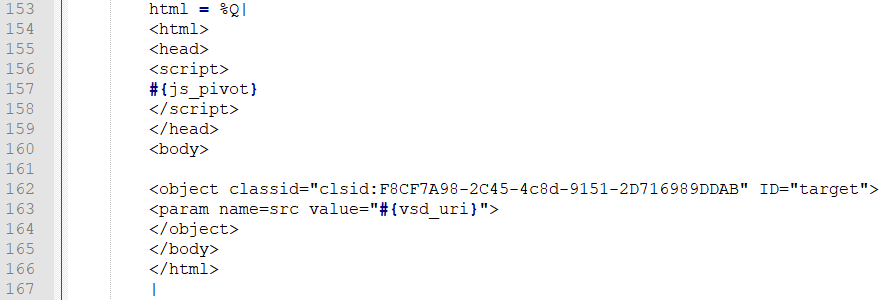 153 html = %Q|
154 <html>
155 <head>
156 <script>
157 #{js_pivot}
158 </script>
159 </head>
160 <body>
161
162 <object classid="clsid:F8CF7A98-2C45-4c8d-9151-2D716989DDAB" ID="target">
163 <param name=src value="#{vsd_uri}">
164 </object>
165 </body>
166 </html>
167 |